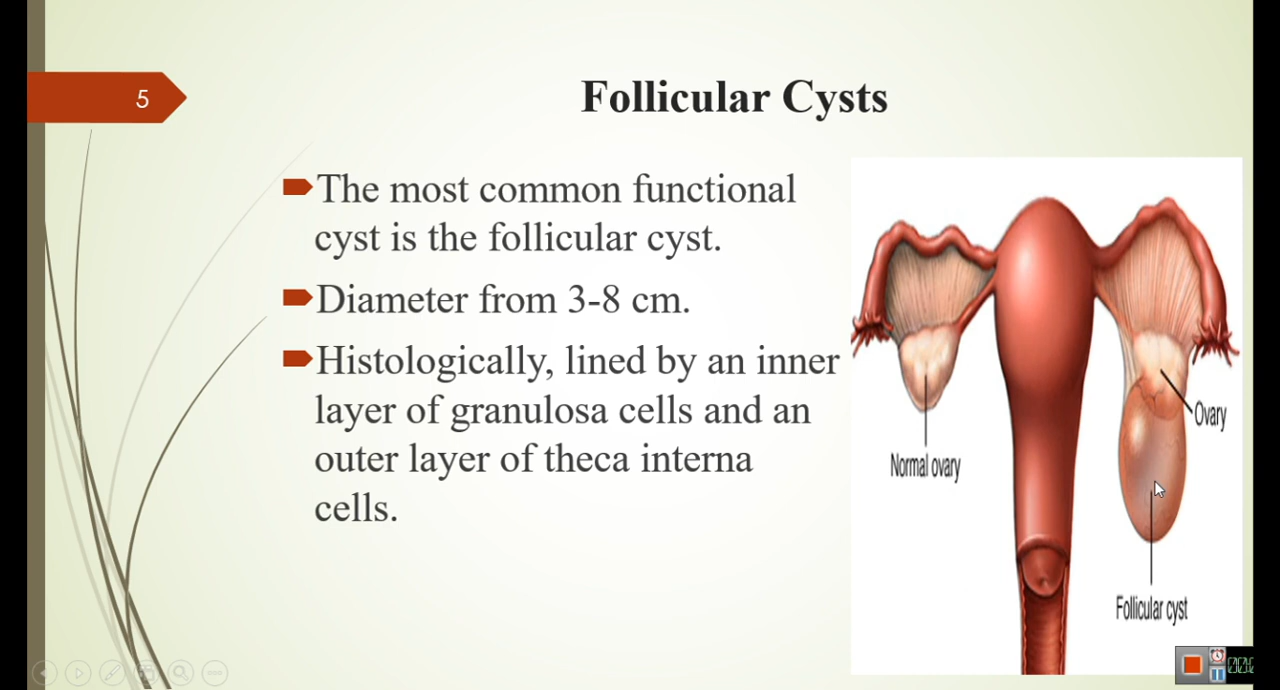 5
Follicular Cysts
The most common functional
cyst is the follicular cyst.
Diameter from 3-8 cm.
Histologically, lined by an inner
layer of granulosa cells and an
outer layer of theca interna
cells.
Ovary
Normal ovary
Follicular cyst